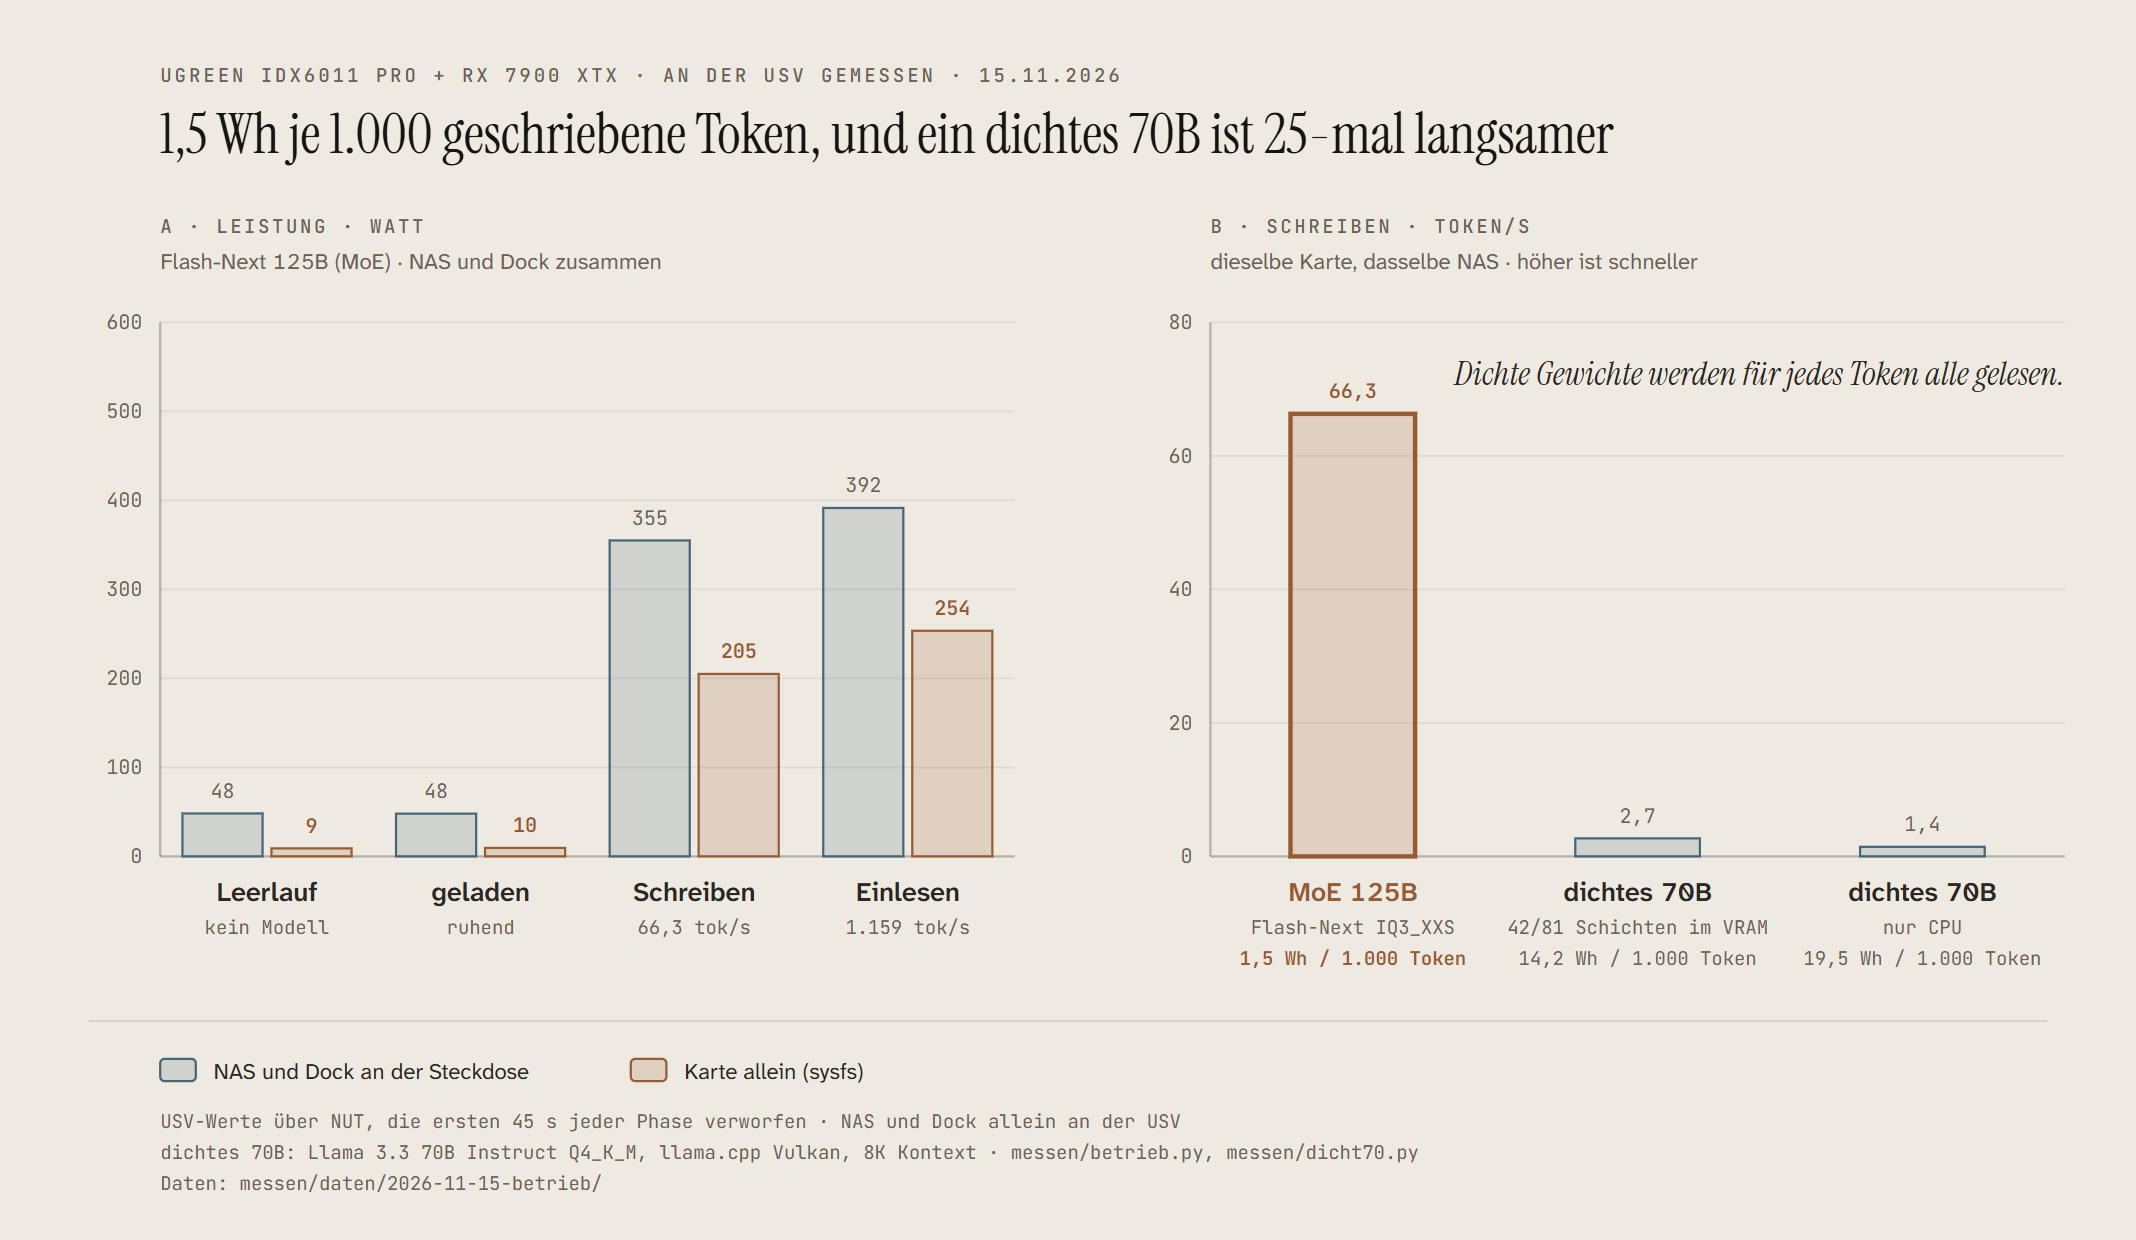 UGREEN IDX6011 PRO + RX 7900 XTX · AN DER USV GEMESSEN · 15.11.2026
1,5 Wh je 1.000 geschriebene Token, und ein dichtes 70B ist 25-mal langsamer
A · LEISTUNG · WATT
Flash-Next 125B (MoE) · NAS und Dock zusammen
600
500
400
300
200
100
0
48
9
48
10
355
205
392
254
Leerlauf
kein Modell
geladen
ruhend
Schreiben
66,3 tok/s
Einlesen
1.159 tok/s
B · SCHREIBEN · TOKEN/S
dieselbe Karte, dasselbe NAS · höher ist schneller
80
60
40
20
0
Dichte Gewichte werden für jedes Token alle gelesen.
66,3
2,7
1,4
MoE 125B
Flash-Next IQ3_XXS
1,5 Wh / 1.000 Token
dichtes 70B
42/81 Schichten im VRAM
14,2 Wh / 1.000 Token
dichtes 70B
nur CPU
19,5 Wh / 1.000 Token
NAS und Dock an der Steckdose
Karte allein (sysfs)
USV-Werte über NUT, die ersten 45 s jeder Phase verworfen · NAS und Dock allein an der USV
dichtes 70B: Llama 3.3 70B Instruct Q4_K_M, llama.cpp Vulkan, 8K Kontext · messen/betrieb.py, messen/dicht70.py
Daten: messen/daten/2026-11-15-betrieb/